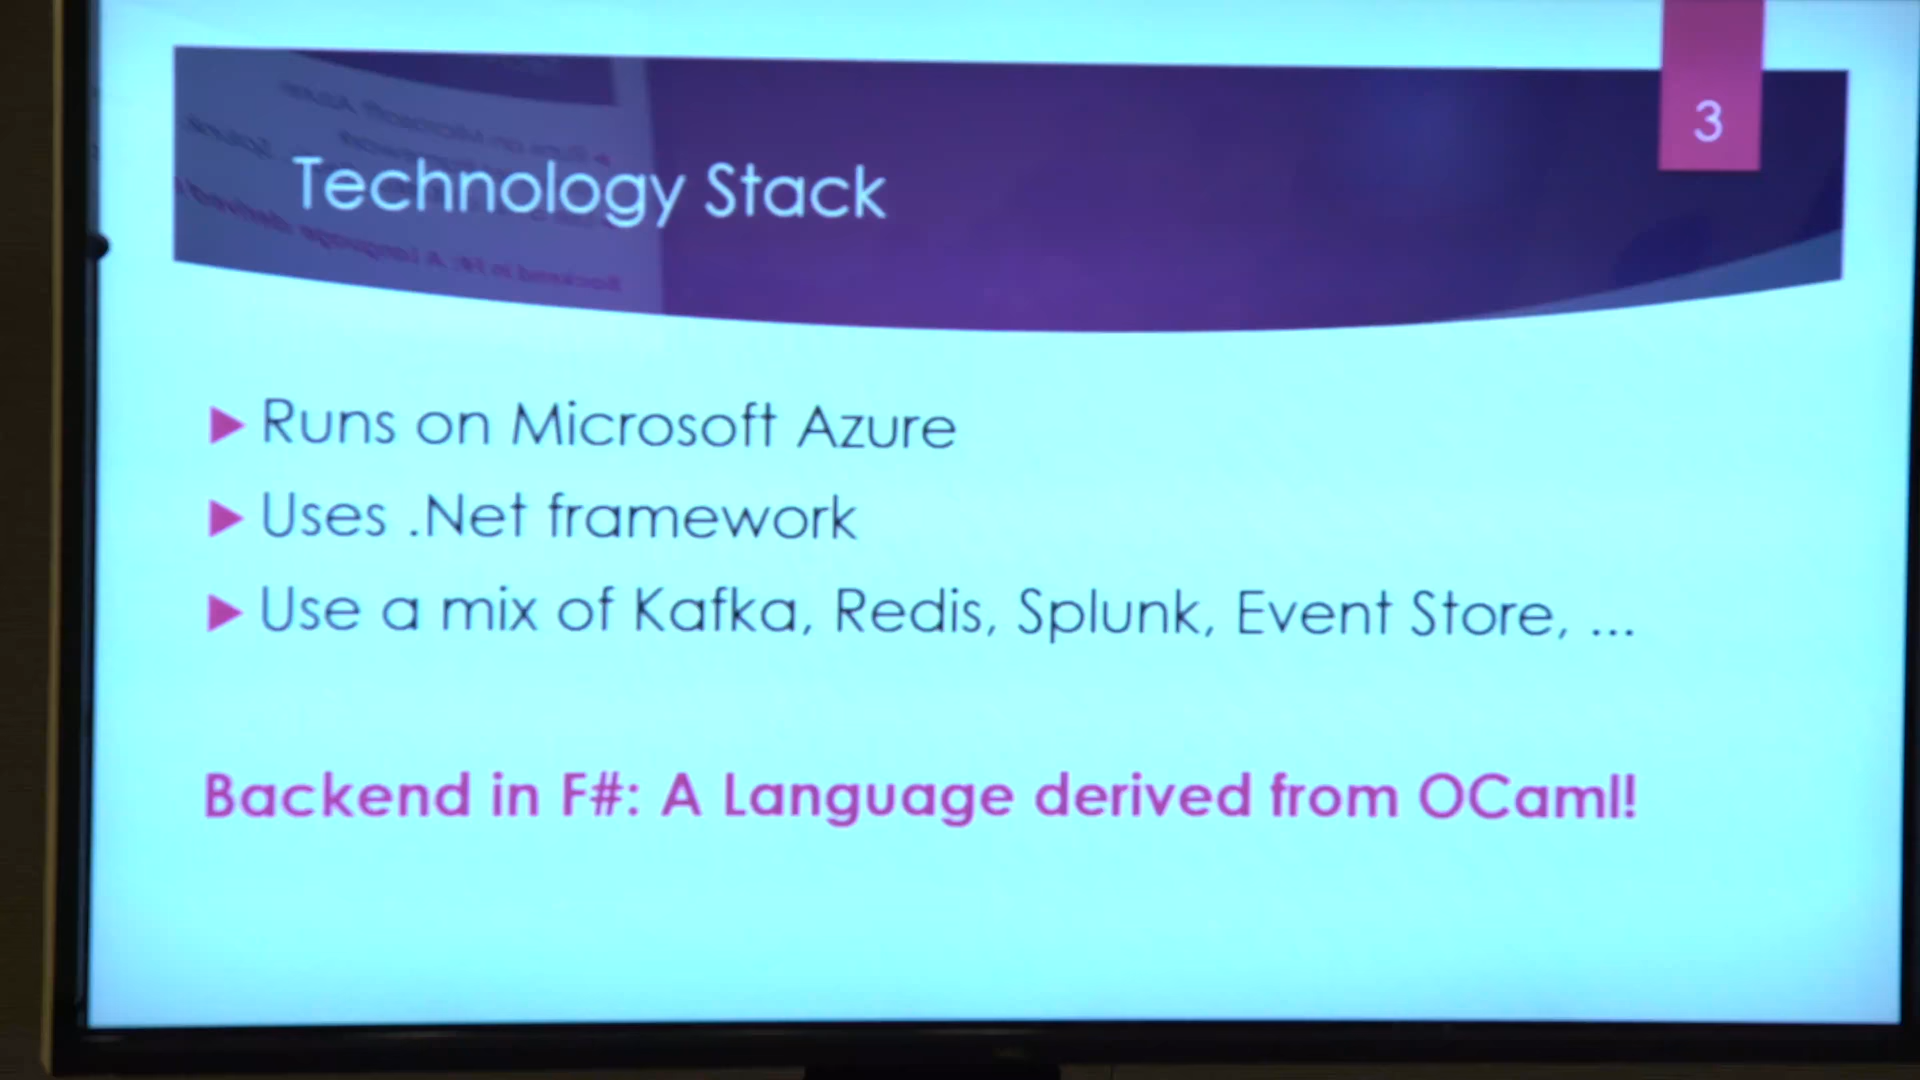 3
Technology Stack
Runs on Microsoft Azure
Uses .Net framework
Use a mix of Kafka, Redis, Splunk, Event Store, ...
Backend in F#: A Language derived from OCaml!